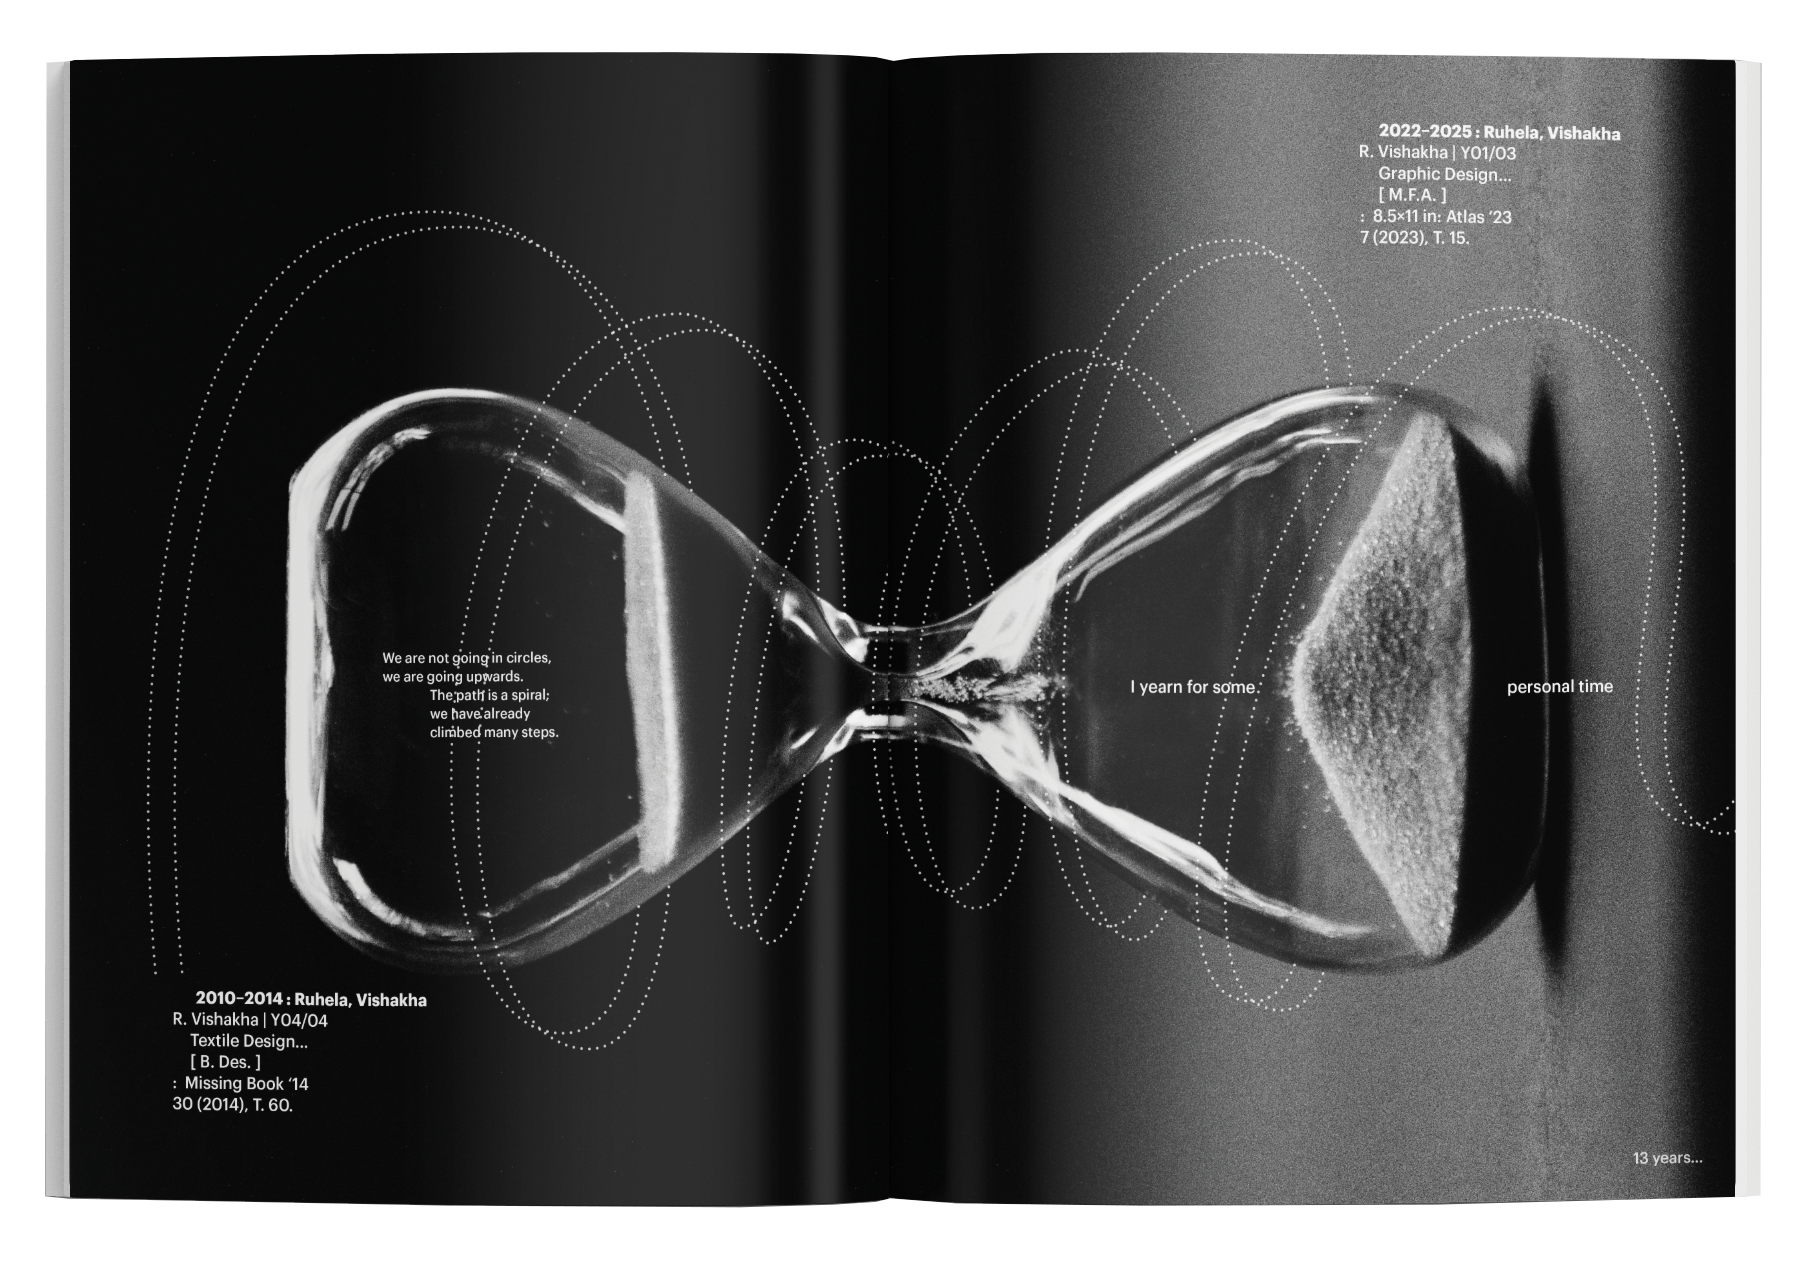 2010–2014 : Ruhela, Vishakha
R. Vishakha | Y04/04
Textile Design...
[ B. Des. ]
: Missing Book ‘14
30 (2014), T. 60.
We are not going in circles,
we are going upwards.
The path is a spiral;
we have already
climbed many steps.
2022–2025 : Ruhela, Vishakha
R. Vishakha | Y01/03
Graphic Design...
[ M.F.A. ]
: 8.5×11 in: Atlas ‘23
7 (2023), T. 15.
I yearn for some.
personal time
13 years...